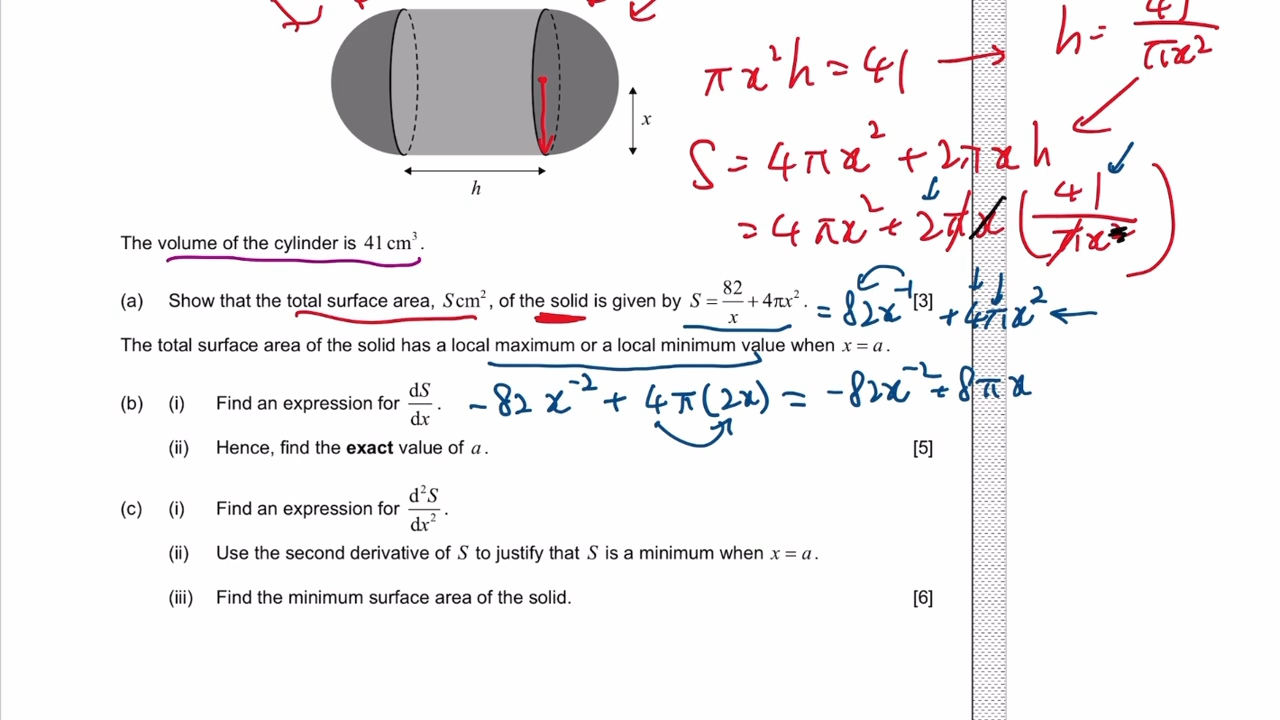 h = 41/πx²
πx²h = 41 →
x
S = 4πx² + 2πxh
h
= 4πx² + 2πx (41/πx²)
The volume of the cylinder is 41 cm³.
(a) Show that the total surface area, S cm², of the solid is given by S = 82/x + 4πx². [3]
= 82x⁻¹ + 4πx² ←
The total surface area of the solid has a local maximum or a local minimum value when x = a.
(b) (i) Find an expression for dS/dx.
-82x⁻² + 4π(2x) = -82x⁻² + 8πx
(ii) Hence, find the exact value of a. [5]
(c) (i) Find an expression for d²S/dx².
(ii) Use the second derivative of S to justify that S is a minimum when x = a.
(iii) Find the minimum surface area of the solid. [6]